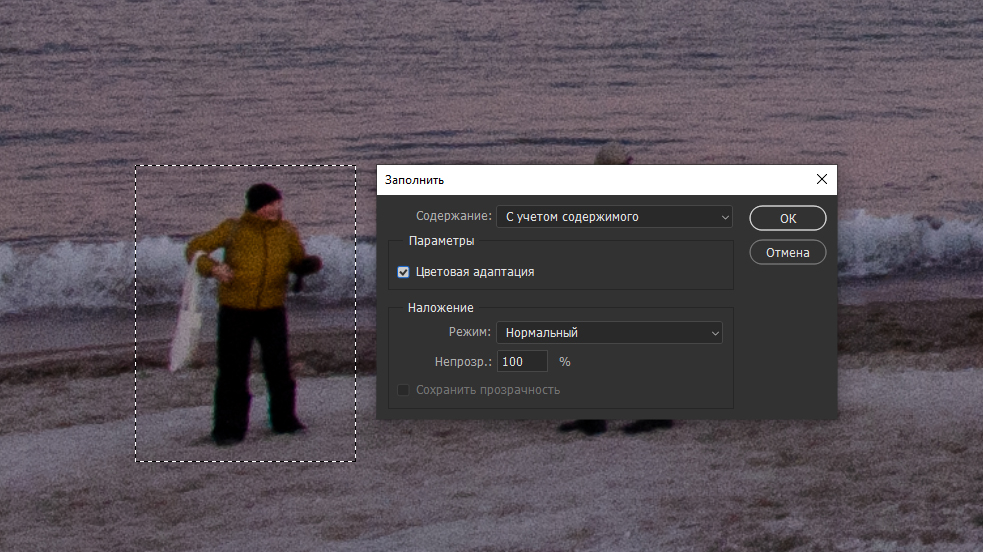 Заполнить
Содержание: С учетом содержимого
OK
Параметры
Отмена
Цветовая адаптация
Наложение
Режим: Нормальный
Непрозр.: 100 %
Сохранить прозрачность